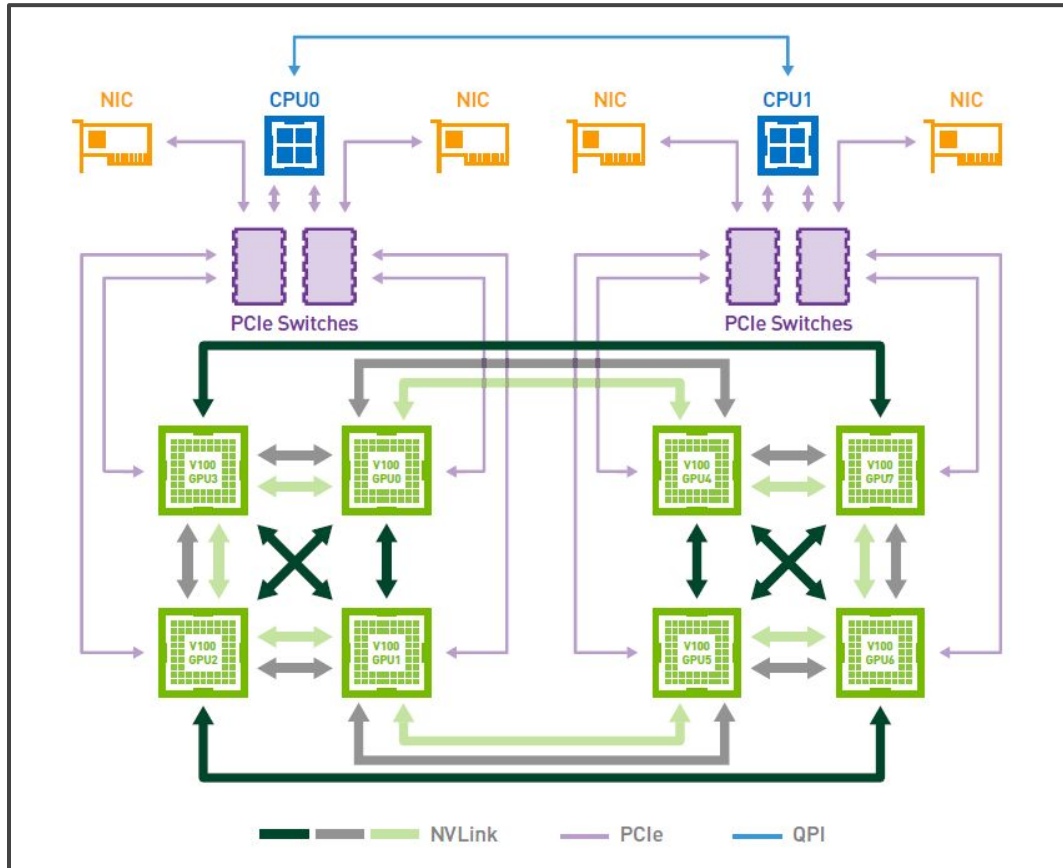 NIC
CPU0
NIC
NIC
CPU1
NIC
PCIe Switches
PCIe Switches
V100
GPU3
V100
GPU0
V100
GPU4
V100
GPU7
V100
GPU2
V100
GPU1
V100
GPU5
V100
GPU6
NVLink
PCIe
QPI